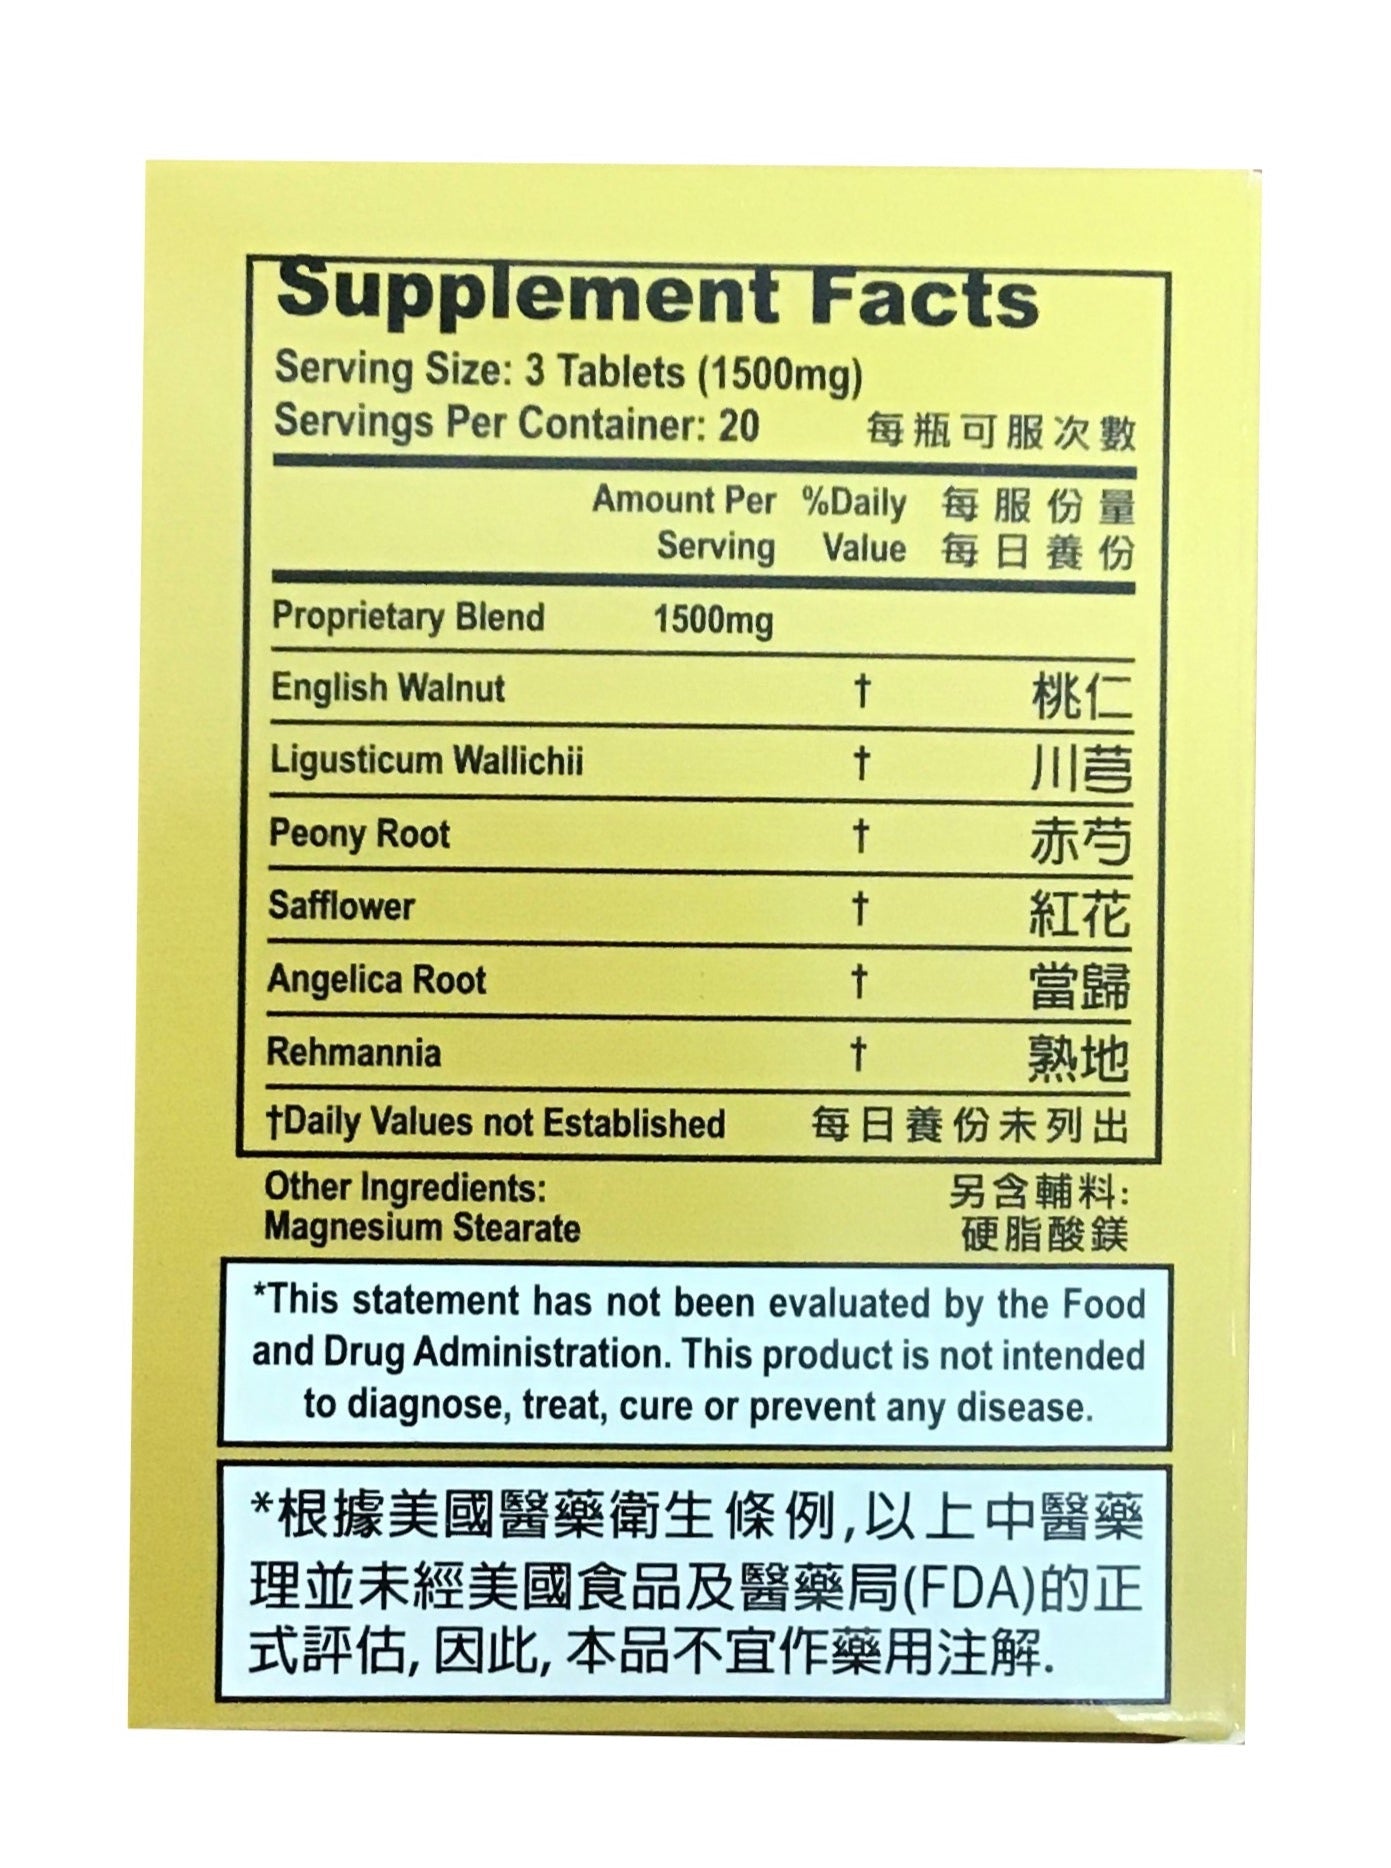 Supplement Facts
Serving Size: 3 Tablets (1500mg)
Servings Per Container: 20 每瓶可服次數
Amount Per %Daily 每服份量
Serving Value 每日養份
Proprietary Blend 1500mg
English Walnut † 桃仁
Ligusticum Wallichii † 川芎
Peony Root † 赤芍
Safflower † 紅花
Angelica Root † 當歸
Rehmannia † 熟地
†Daily Values not Established 每日養份未列出
Other Ingredients: 另含輔料:
Magnesium Stearate 硬脂酸鎂
*This statement has not been evaluated by the Food
and Drug Administration. This product is not intended
to diagnose, treat, cure or prevent any disease.
*根據美國醫藥衛生條例,以上中醫藥
理並未經美國食品及醫藥局(FDA)的正
式評估, 因此, 本品不宜作藥用注解.